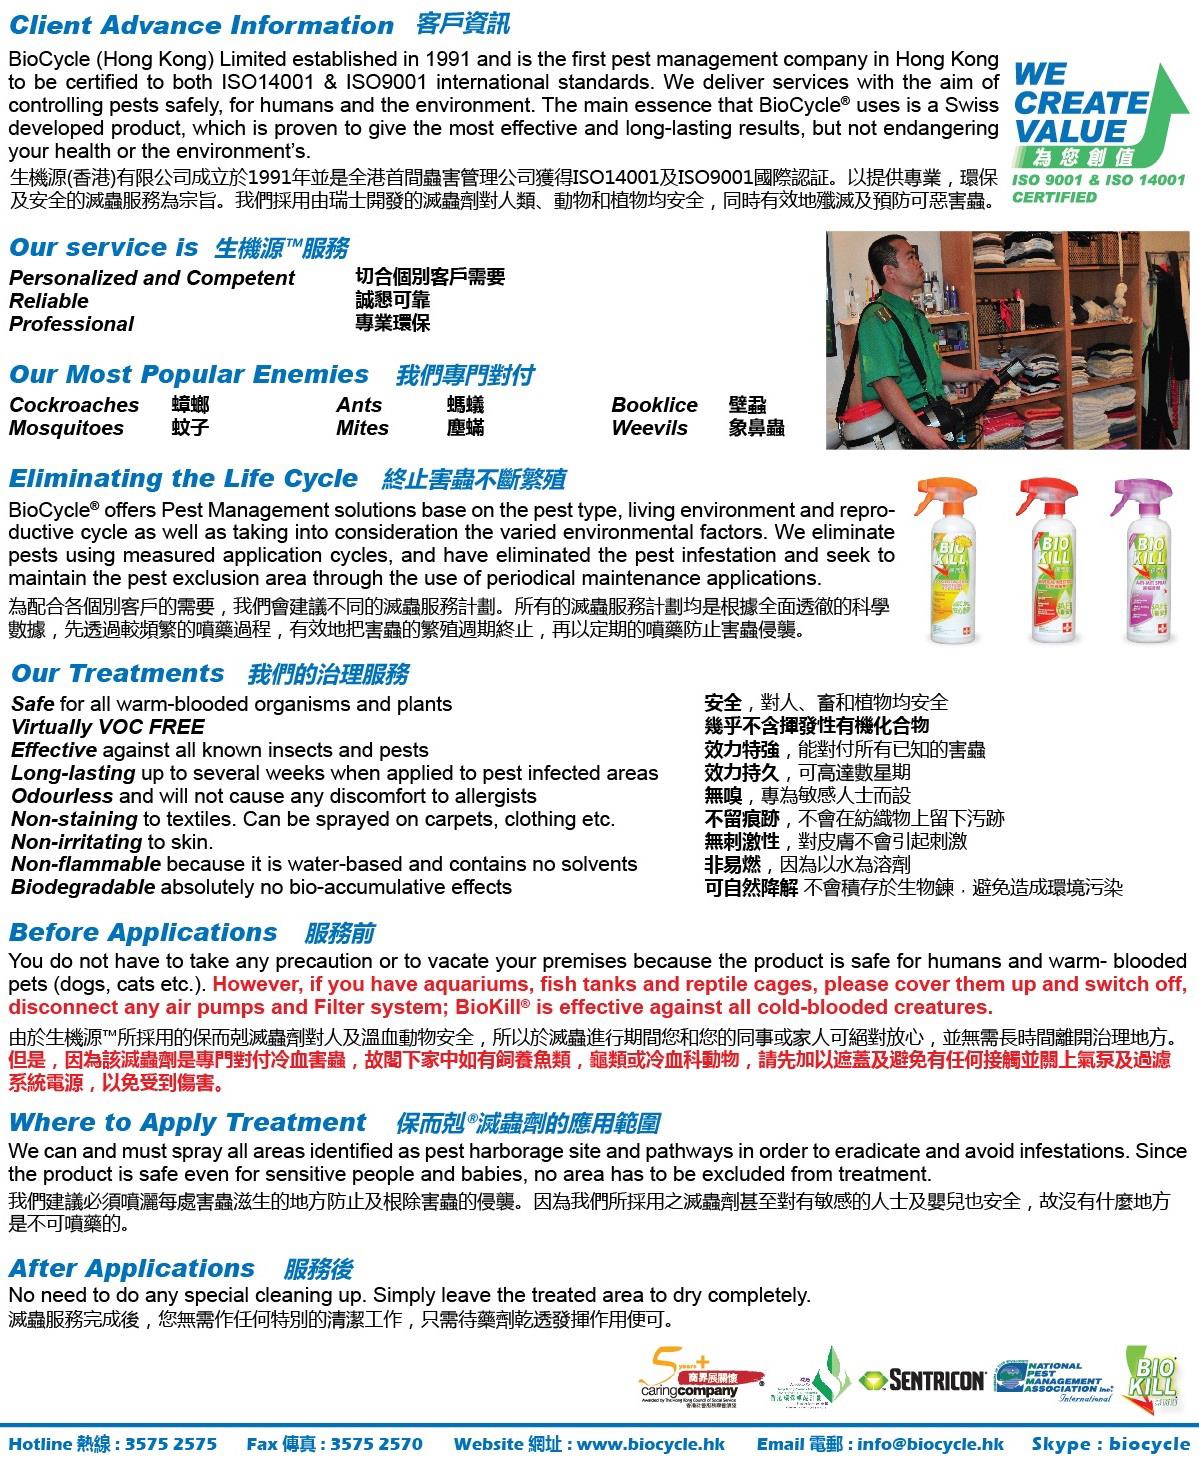 Client Advance Information 客戶資訊
BioCycle (Hong Kong) Limited established in 1991 and is the first pest management company in Hong Kong
to be certified to both ISO14001 & ISO9001 international standards. We deliver services with the aim of
controlling pests safely, for humans and the environment. The main essence that BioCycle® uses is a Swiss
developed product, which is proven to give the most effective and long-lasting results, but not endangering
your health or the environment's.
生機源(香港)有限公司成立於1991年並是全港首間蟲害管理公司獲得ISO14001及ISO9001國際認証。以提供專業，環保
及安全的滅蟲服務為宗旨。我們採用由瑞士開發的滅蟲劑對人類、動物和植物均安全，同時有效地殲滅及預防可惡害蟲。
WE
CREATE
VALUE
為您創值
ISO 9001 & ISO 14001
CERTIFIED
Our service is 生機源™服務
Personalized and Competent 切合個別客戶需要
Reliable 誠懇可靠
Professional 專業環保
Our Most Popular Enemies 我們專門對付
Cockroaches 蟑螂 Ants 螞蟻 Booklice 壁蝨
Mosquitoes 蚊子 Mites 塵蟎 Weevils 象鼻蟲
Eliminating the Life Cycle 終止害蟲不斷繁殖
BioCycle® offers Pest Management solutions base on the pest type, living environment and repro-
ductive cycle as well as taking into consideration the varied environmental factors. We eliminate
pests using measured application cycles, and have eliminated the pest infestation and seek to
maintain the pest exclusion area through the use of periodical maintenance applications.
為配合各個別客戶的需要，我們會建議不同的滅蟲服務計劃。所有的滅蟲服務計劃均是根據全面透徹的科學
數據，先透過較頻繁的噴藥過程，有效地把害蟲的繁殖週期終止，再以定期的噴藥防止害蟲侵襲。
BIO
KILL
BIO
KILL
BIO
KILL
ANTI-MITE SPRAY
Our Treatments 我們的治理服務
Safe for all warm-blooded organisms and plants 安全，對人、畜和植物均安全
Virtually VOC FREE 幾乎不含揮發性有機化合物
Effective against all known insects and pests 效力特強，能對付所有已知的害蟲
Long-lasting up to several weeks when applied to pest infected areas 效力持久，可高達數星期
Odourless and will not cause any discomfort to allergists 無嗅，專為敏感人士而設
Non-staining to textiles. Can be sprayed on carpets, clothing etc. 不留痕跡，不會在紡織物上留下汚跡
Non-irritating to skin. 無刺激性，對皮膚不會引起刺激
Non-flammable because it is water-based and contains no solvents 非易燃，因為以水為溶劑
Biodegradable absolutely no bio-accumulative effects 可自然降解 不會積存於生物鍊．避免造成環境污染
Before Applications 服務前
You do not have to take any precaution or to vacate your premises because the product is safe for humans and warm- blooded
pets (dogs, cats etc.). However, if you have aquariums, fish tanks and reptile cages, please cover them up and switch off,
disconnect any air pumps and Filter system; BioKill® is effective against all cold-blooded creatures.
由於生機源™所採用的保而剋滅蟲劑對人及溫血動物安全，所以於滅蟲進行期間您和您的同事或家人可絕對放心，並無需長時間離開治理地方。
但是，因為該滅蟲劑是專門對付冷血害蟲，故閣下家中如有飼養魚類，龜類或冷血科動物，請先加以遮蓋及避免有任何接觸並關上氣泵及過濾
系統電源，以免受到傷害。
Where to Apply Treatment 保而剋®滅蟲劑的應用範圍
We can and must spray all areas identified as pest harborage site and pathways in order to eradicate and avoid infestations. Since
the product is safe even for sensitive people and babies, no area has to be excluded from treatment.
我們建議必須噴灑每處害蟲滋生的地方防止及根除害蟲的侵襲。因為我們所採用之滅蟲劑甚至對有敏感的人士及嬰兒也安全，故沒有什麼地方
是不可噴藥的。
After Applications 服務後
No need to do any special cleaning up. Simply leave the treated area to dry completely.
滅蟲服務完成後，您無需作任何特別的清潔工作，只需待藥劑乾透發揮作用便可。
5 years+
商界展關懷
caringcompany
Awarded by The Hong Kong Council of Social Service
香港社會服務聯會頒發
SENTRICON
NATIONAL
PEST
MANAGEMENT
ASSOCIATION Inc.
International
BIO
KILL
Hotline 熱線 : 3575 2575 Fax 傳真 : 3575 2570 Website 網址 : www.biocycle.hk Email 電郵 : info@biocycle.hk Skype : biocycle